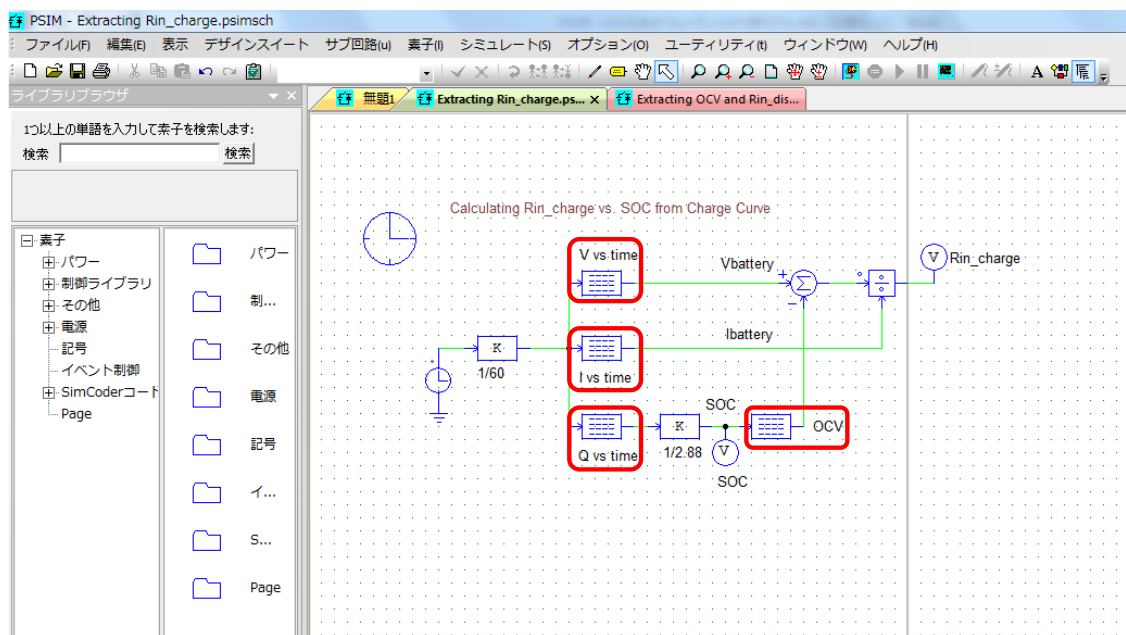 PSIM - Extracting Rin_charge.psimsch
ファイル(F) 編集(E) 表示 デザインスイート サブ回路(u) 素子(I) シミュレート(S) オプション(O) ユーティリティ(t) ウィンドウ(W) ヘルプ(H)
ライブラリブラウザ
無題1 Extracting Rin_charge.ps... Extracting OCV and Rin_dis...
1つ以上の単語を入力して素子を検索します:
検索 検索
素子
パワー
制御ライブラリ
その他
電源
記号
イベント制御
SimCoderコード
Page
パワー
制...
その他
電源
記号
イ...
S...
Page
Calculating Rin_charge vs. SOC from Charge Curve
V vs time
Vbattery
V Rin_charge
K
1/60
I vs time
Ibattery
Q vs time
K
1/2.88
SOC
V
SOC
OCV